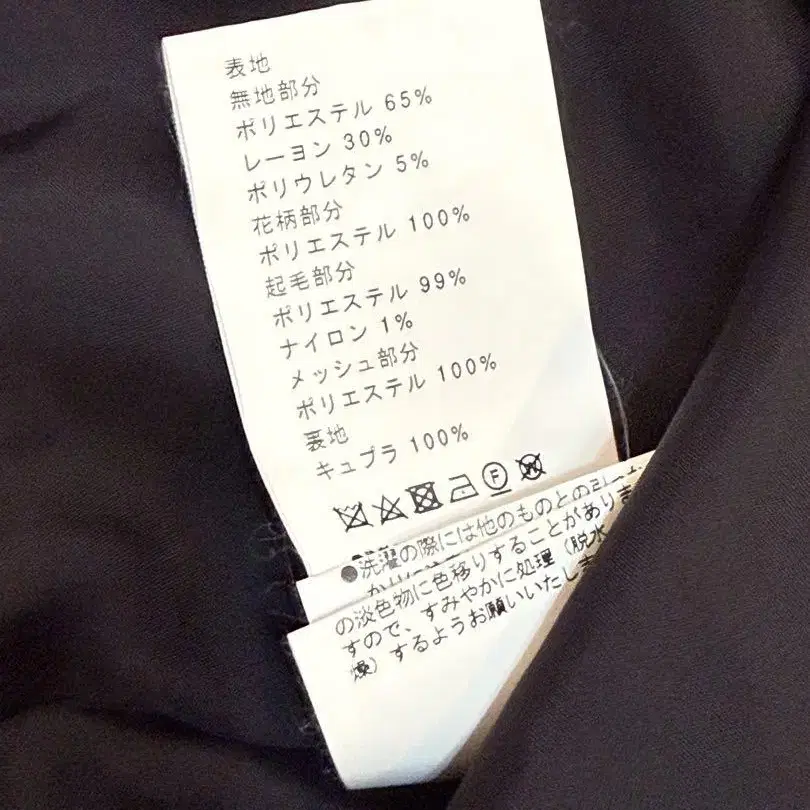 表地
無地部分
ポリエステル 65%
レーヨン 30%
ポリウレタン 5%
花柄部分
ポリエステル 100%
起毛部分
ポリエステル 99%
ナイロン 1%
メッシュ部分
ポリエステル 100%
裏地
キュプラ 100%
F W
●洗濯の際には他のものとの
の淡色物に色移りすることがありま
すので、すみやかに処理(脱水
燥)するようお願いいたしま